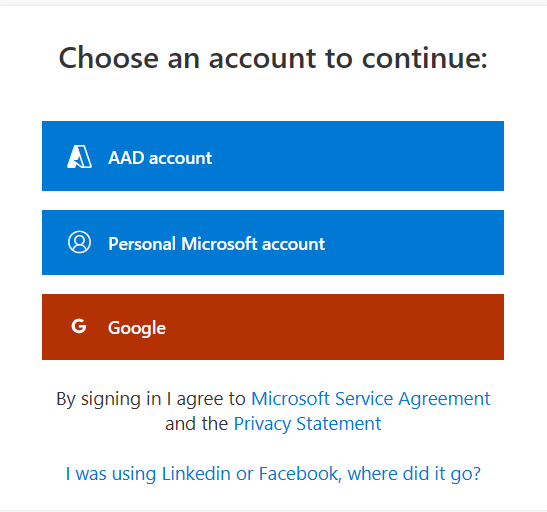 Choose an account to continue:
AAD account
Personal Microsoft account
G Google
By signing in I agree to Microsoft Service Agreement
and the Privacy Statement
I was using Linkedin or Facebook, where did it go?